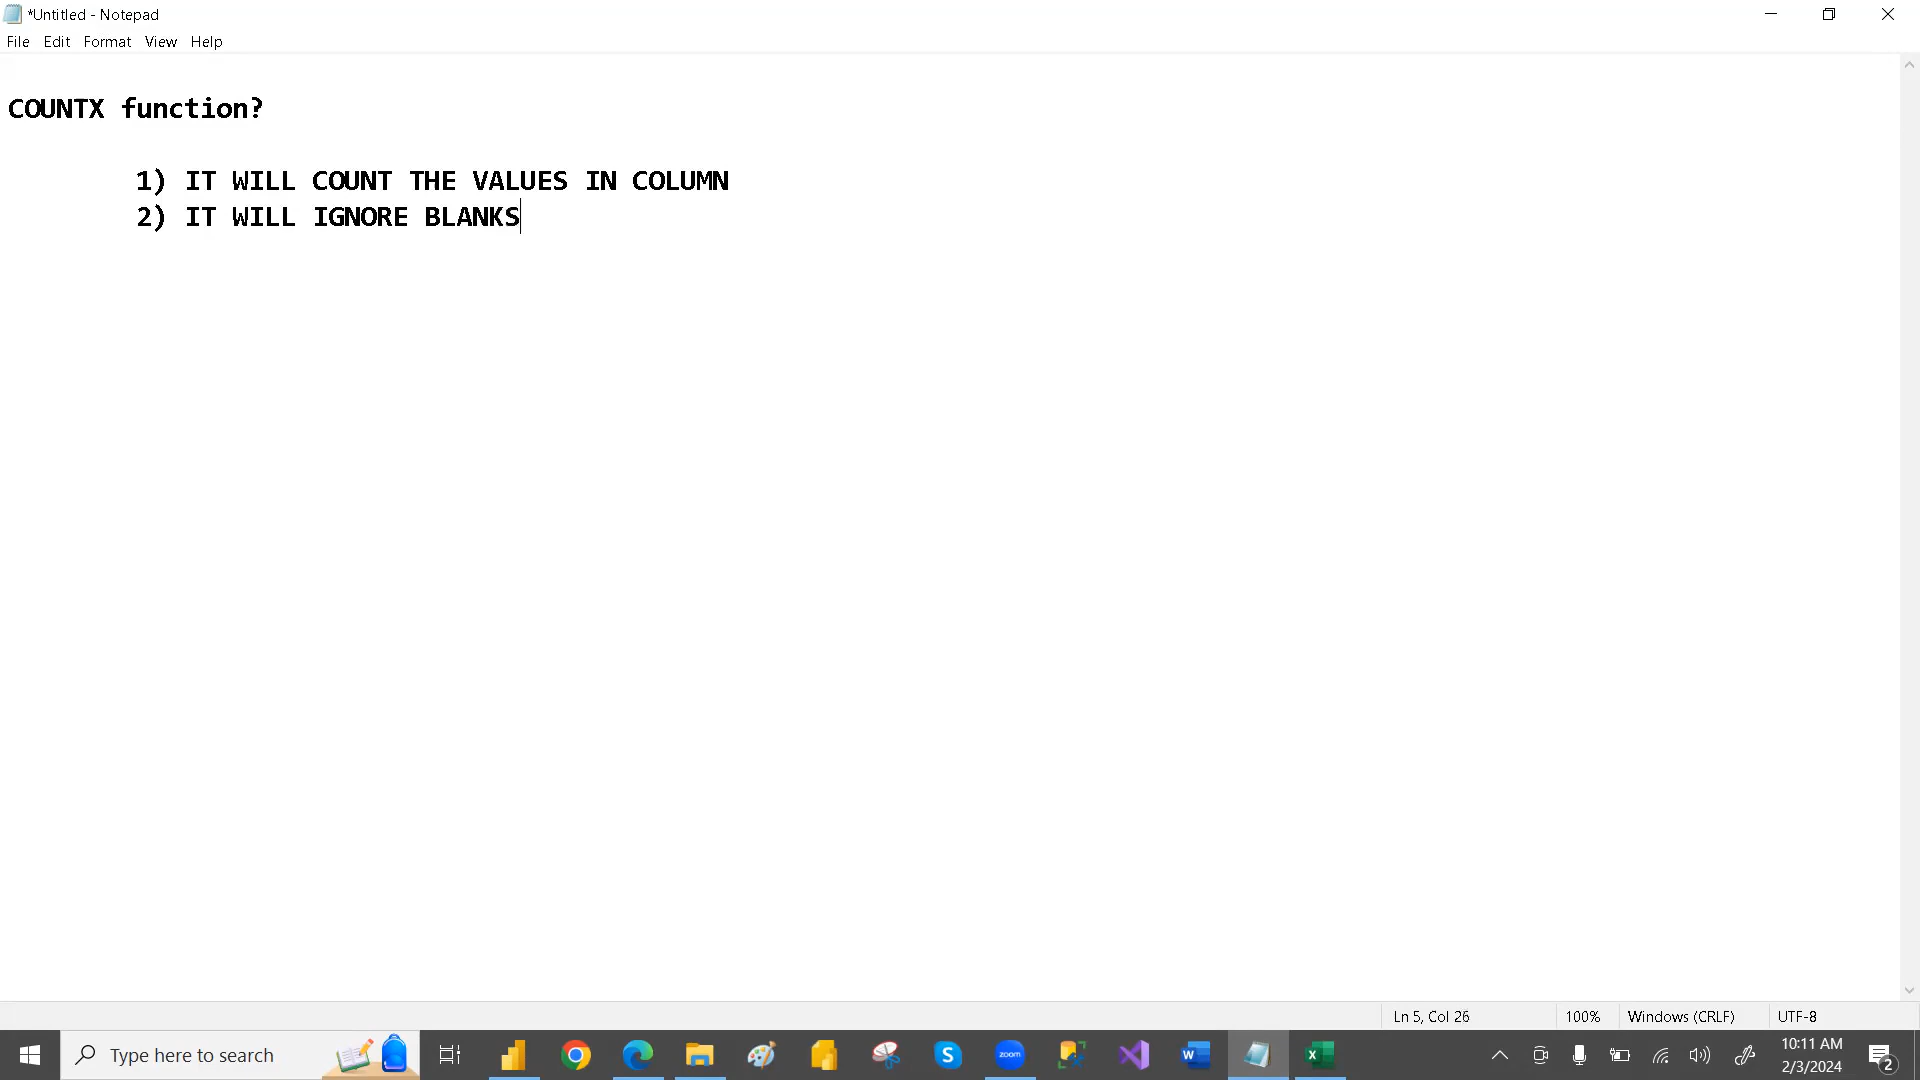 *Untitled - Notepad
File Edit Format View Help
COUNTX function?
1) IT WILL COUNT THE VALUES IN COLUMN
2) IT WILL IGNORE BLANKS
Ln 5, Col 26 100% Windows (CRLF) UTF-8
Type here to search
zoom
10:11 AM
2/3/2024
2